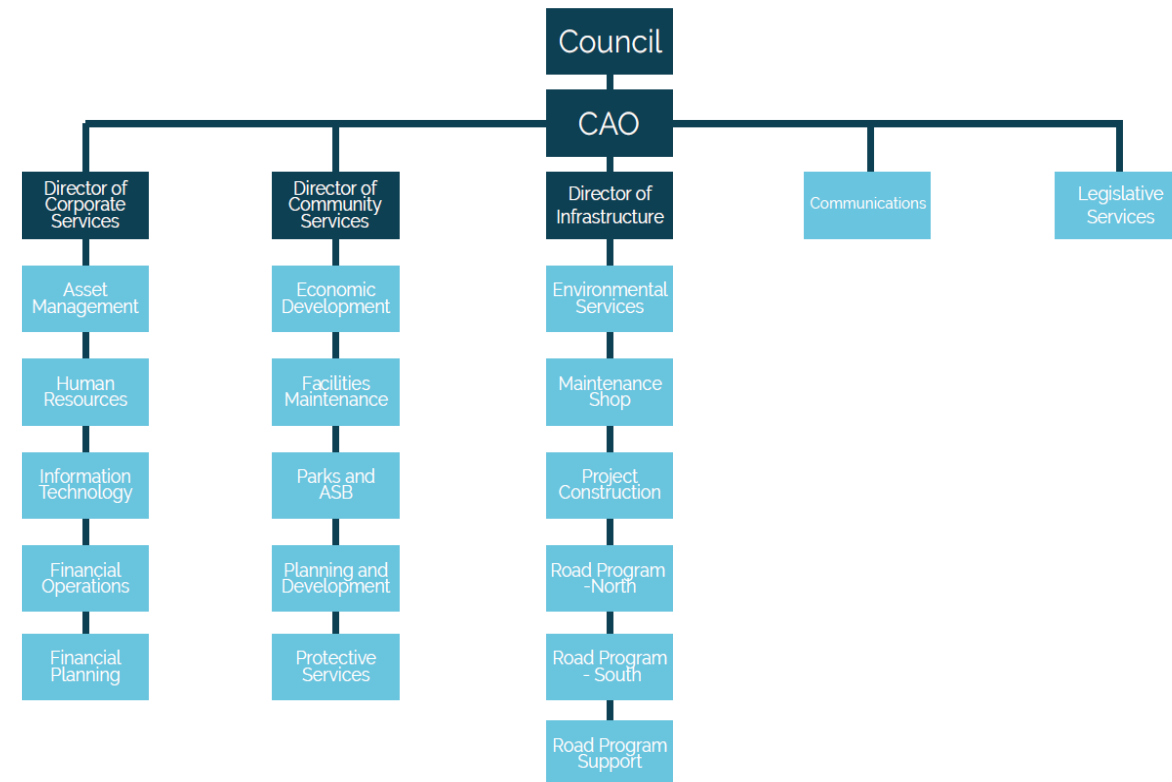 Council
CAO
Director of
Corporate
Services
Director of
Community
Services
Director of
Infrastructure
Communications
Legislative
Services
Asset
Management
Economic
Development
Environmental
Services
Human
Resources
Facilities
Maintenance
Maintenance
Shop
Information
Technology
Parks and
ASB
Project
Construction
Financial
Operations
Planning and
Development
Road Program
-North
Financial
Planning
Protective
Services
Road Program
- South
Road Program
Support